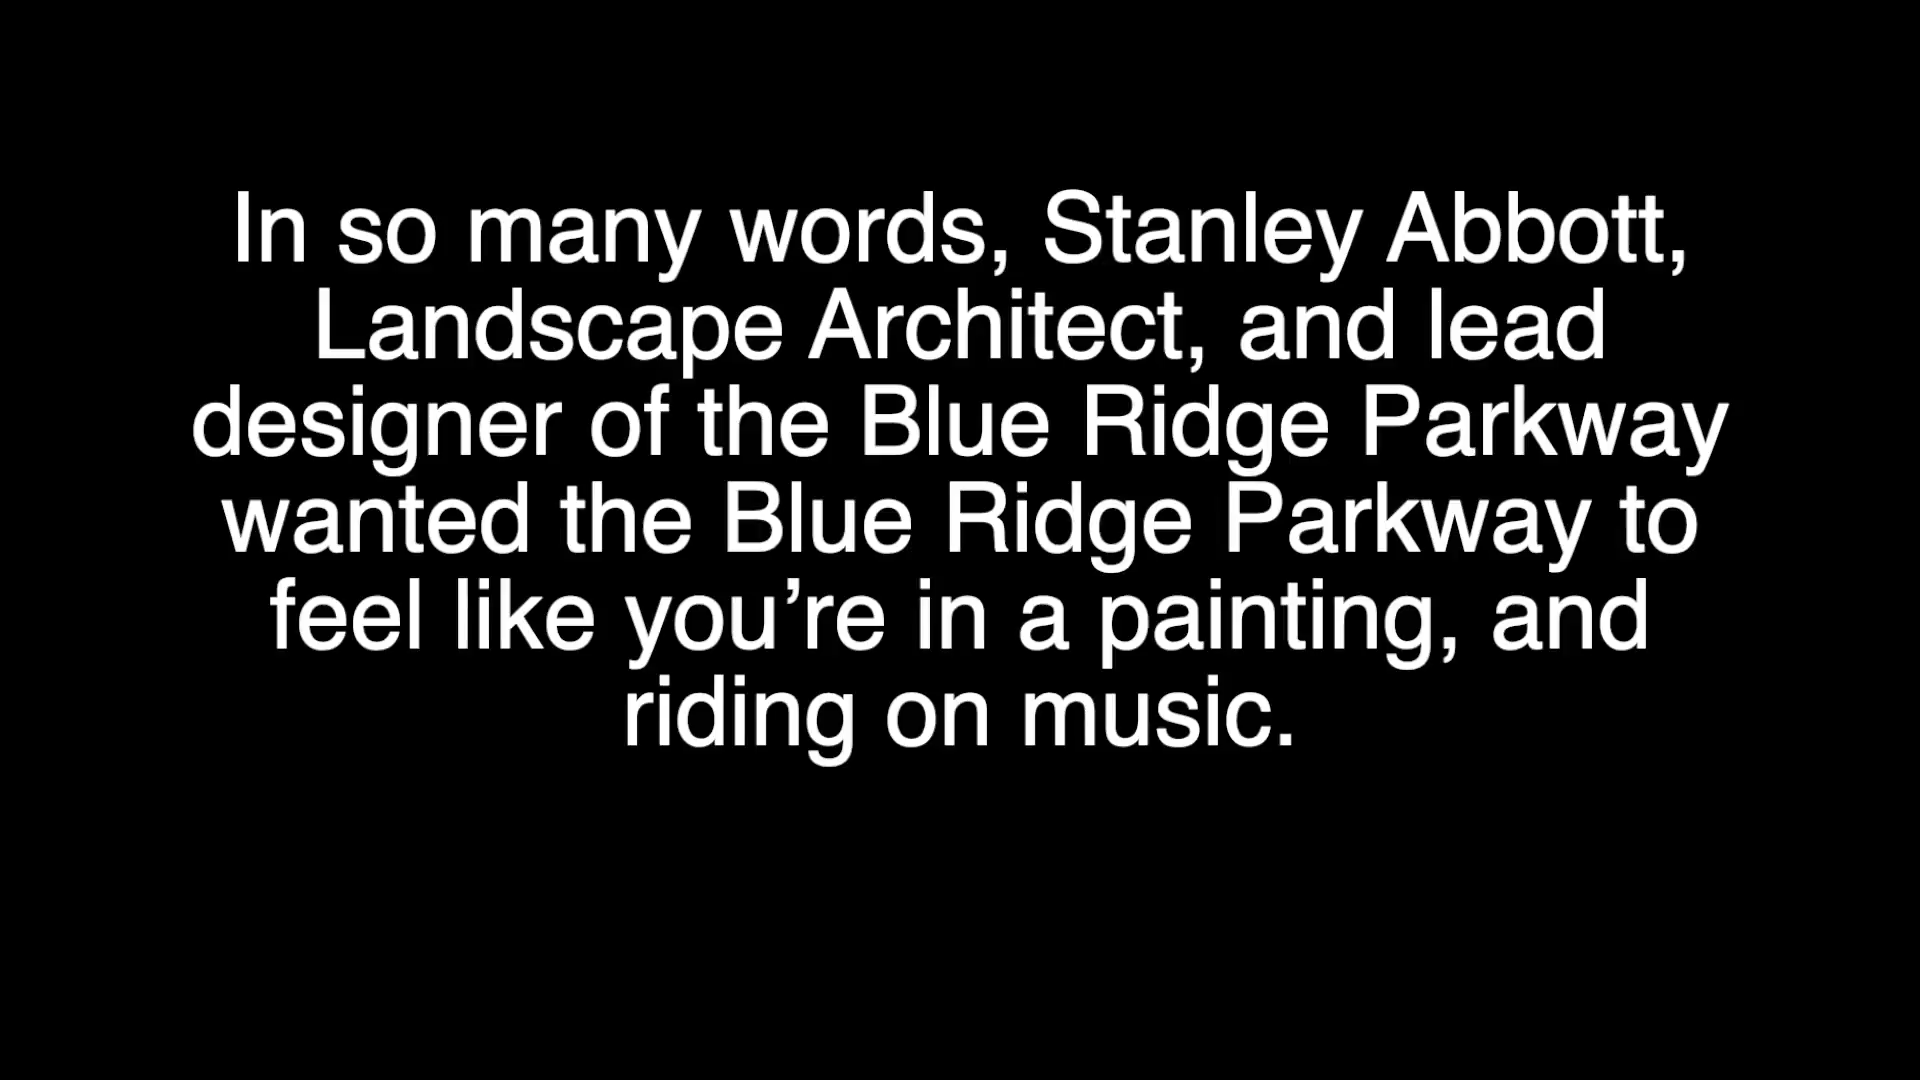 In so many words, Stanley Abbott,
Landscape Architect, and lead
designer of the Blue Ridge Parkway
wanted the Blue Ridge Parkway to
feel like you’re in a painting, and
riding on music.